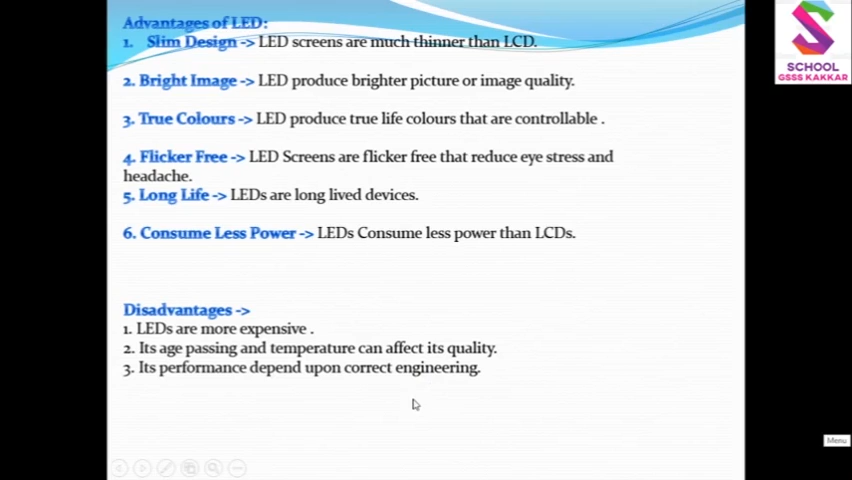 Advantages of LED:
1. Slim Design -> LED screens are much thinner than LCD.
2. Bright Image -> LED produce brighter picture or image quality.
3. True Colours -> LED produce true life colours that are controllable .
4. Flicker Free -> LED Screens are flicker free that reduce eye stress and
headache.
5. Long Life -> LEDs are long lived devices.
6. Consume Less Power -> LEDs Consume less power than LCDs.
Disadvantages ->
1. LEDs are more expensive .
2. Its age passing and temperature can affect its quality.
3. Its performance depend upon correct engineering.
SCHOOL
GSSS KAKKAR
Menu